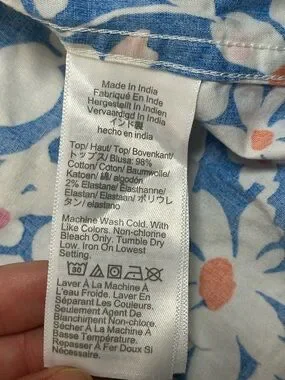 Made In India
Fabriqué En Inde
Hergestellt in Indien
Vervaardigd In India
インド製
hecho en india
Top/ Haut/ Top/ Bovenkant/
トップス/ Blusa: 98%
Cotton/ Coton/ Baumwolle/
Katoen/ 綿/ algodón
2% Elastane/ Élasthanne/
Elastan/ Elastaan/ ポリウレ
タン/ elastano
Machine Wash Cold. With
Like Colors. Non-chlorine
Bleach Only. Tumble Dry
Low. Iron On Lowest
Setting.
30
Laver À La Machine À
L'eau Froide. Laver En
Séparant Les Couleurs.
Seulement Agent De
Blanchiment Non-chlore.
Sécher À La Machine À
Basse Température.
Repasser À Fer Doux Si
Nécessaire.